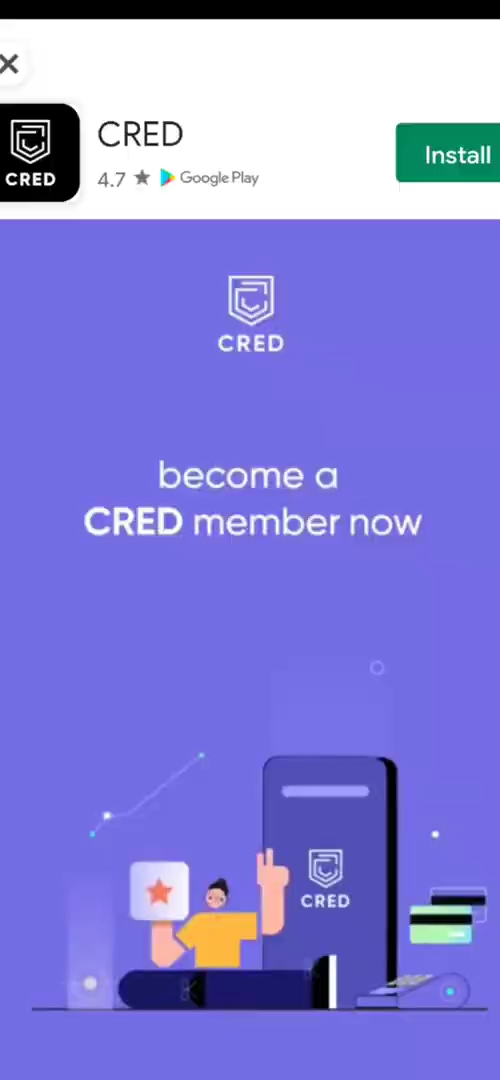 CRED
CRED
4.7 ★ Google Play
Install
CRED
become a
CRED member now
CRED